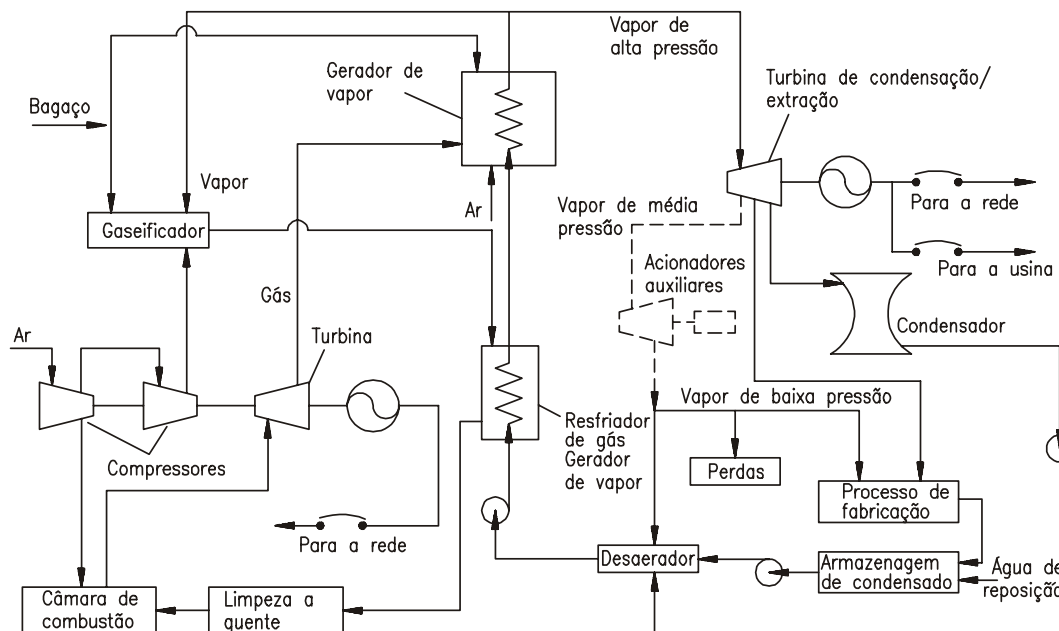 Vapor de
alta pressão
Gerador de
vapor
Turbina de condensação/
extração
Bagaço
Vapor
Ar
Vapor de média
pressão
Para a rede
Gaseificador
Acionadores
auxiliares
Para a usina
Gás
Ar
Turbina
Condensador
Vapor de baixa pressão
Resfriador
de gás
Gerador
de vapor
Compressores
Perdas
Processo de
fabricação
Para a rede
Desaerador
Armazenagem
de condensado
Água de
reposição
Câmara de
combustão
Limpeza a
quente